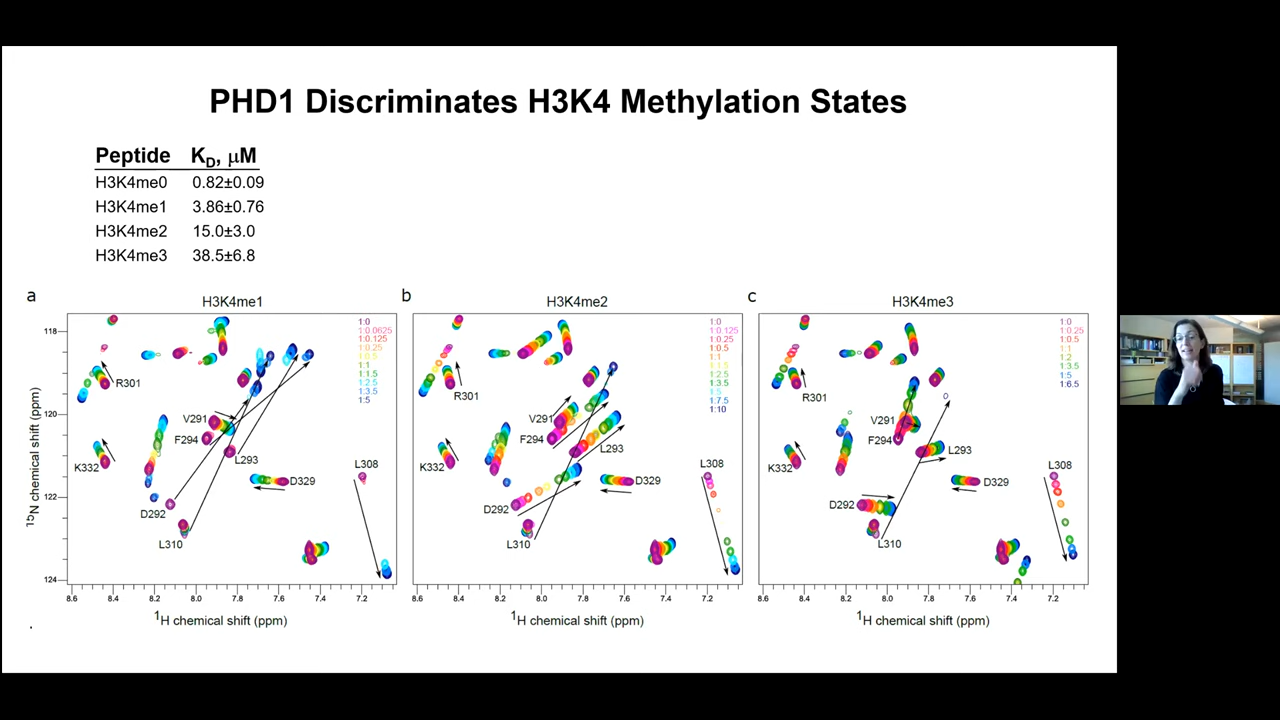 PHD1 Discriminates H3K4 Methylation States
Peptide KD, μM
H3K4me0 0.82±0.09
H3K4me1 3.86±0.76
H3K4me2 15.0±3.0
H3K4me3 38.5±6.8
a
H3K4me1
118
120
122
124
15N chemical shift (ppm)
1:0
1:0.0625
1:0.125
1:0.25
1:0.5
1:1
1:1.5
1:2.5
1:3.5
1:5
R301
V291
F294
L293
K332
L308
D329
D292
L310
8.6 8.4 8.2 8.0 7.8 7.6 7.4 7.2
1H chemical shift (ppm)
b
H3K4me2
1:0
1:0.125
1:0.25
1:0.5
1:1
1:1.5
1:2.5
1:3.5
1:5
1:7.5
1:10
R301
V291
F294
L293
K332
L308
D329
D292
L310
8.6 8.4 8.2 8.0 7.8 7.6 7.4 7.2
1H chemical shift (ppm)
c
H3K4me3
1:0
1:0.25
1:0.5
1:1
1:2
1:3.5
1:5
1:6.5
R301
V291
F294
L293
K332
L308
D329
D292
L310
8.6 8.4 8.2 8.0 7.8 7.6 7.4 7.2
1H chemical shift (ppm)